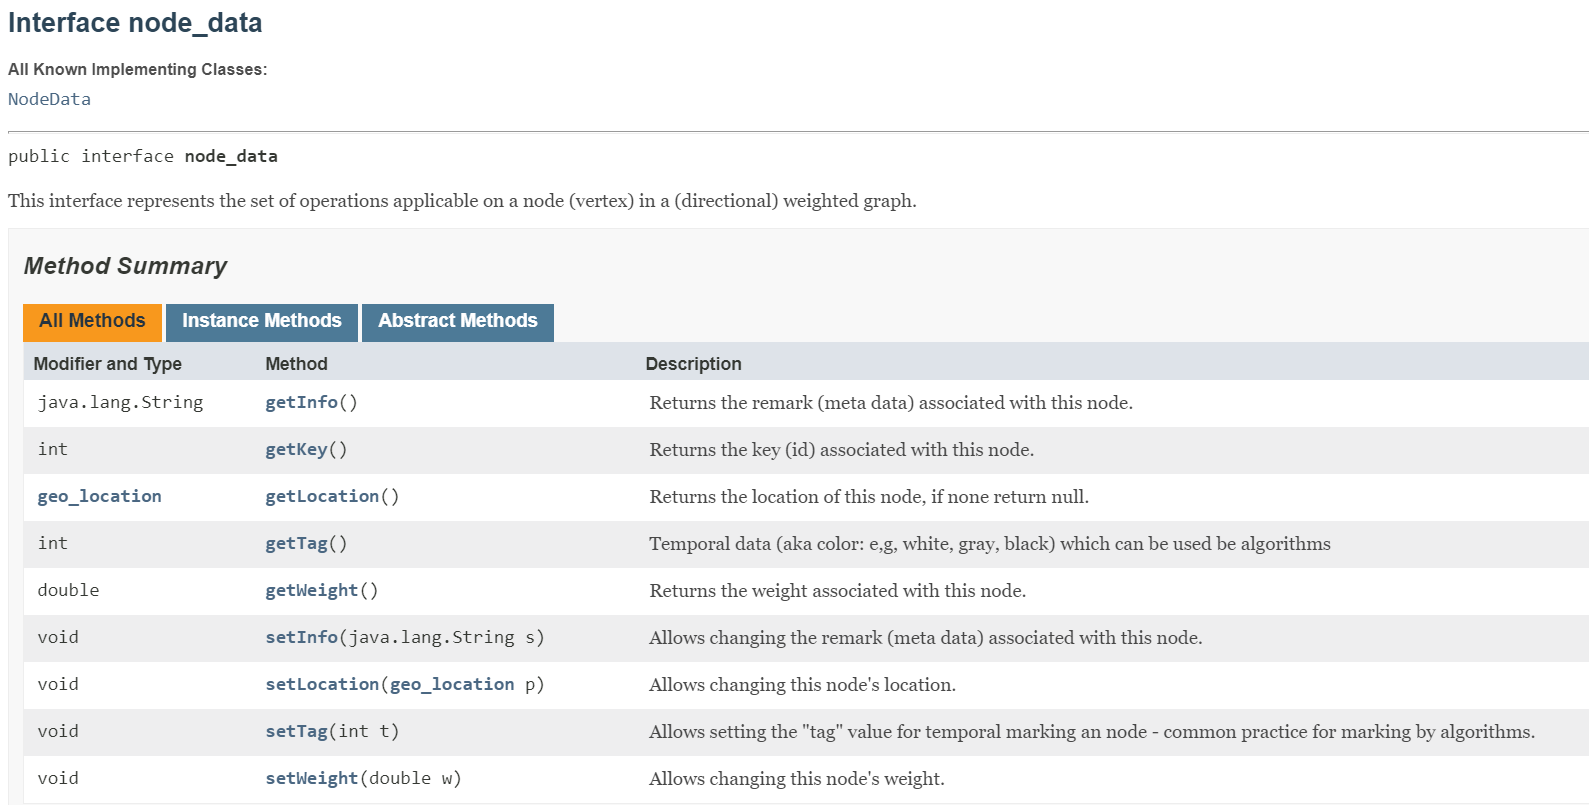 Interface node_data
All Known Implementing Classes:
NodeData
public interface node_data
This interface represents the set of operations applicable on a node (vertex) in a (directional) weighted graph.
Method Summary
All Methods Instance Methods Abstract Methods
Modifier and Type Method Description
java.lang.String getInfo() Returns the remark (meta data) associated with this node.
int getKey() Returns the key (id) associated with this node.
geo_location getLocation() Returns the location of this node, if none return null.
int getTag() Temporal data (aka color: e,g, white, gray, black) which can be used be algorithms
double getWeight() Returns the weight associated with this node.
void setInfo(java.lang.String s) Allows changing the remark (meta data) associated with this node.
void setLocation(geo_location p) Allows changing this node's location.
void setTag(int t) Allows setting the "tag" value for temporal marking an node - common practice for marking by algorithms.
void setWeight(double w) Allows changing this node's weight.